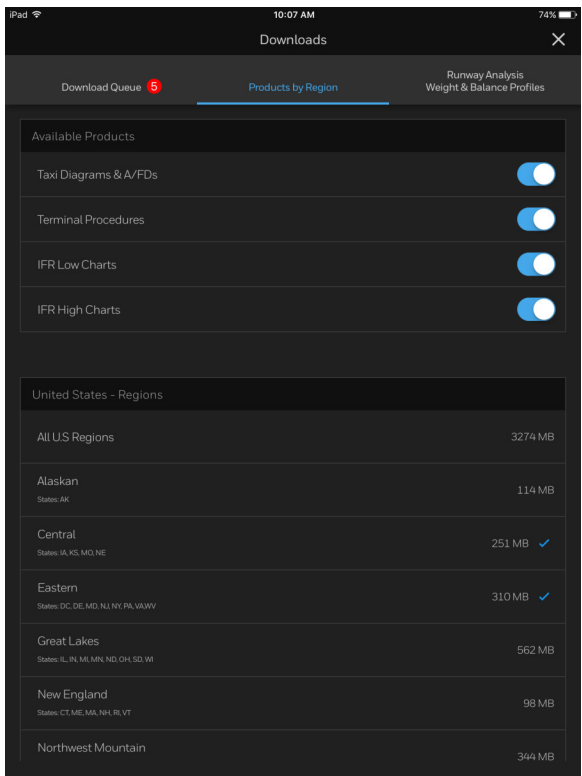 iPad 10:07 AM 74%
Downloads
Download Queue 5
Products by Region
Runway Analysis
Weight & Balance Profiles
Available Products
Taxi Diagrams & A/FDs
Terminal Procedures
IFR Low Charts
IFR High Charts
United States - Regions
All U.S Regions 3274 MB
Alaskan
States: AK
114 MB
Central
States: IA, KS, MO, NE
251 MB
Eastern
States: DC, DE, MD, NJ, NY, PA, VA,WV
310 MB
Great Lakes
States: IL, IN, MI, MN, ND, OH, SD, WI
562 MB
New England
States: CT, ME, MA, NH, RI, VT
98 MB
Northwest Mountain
344 MB